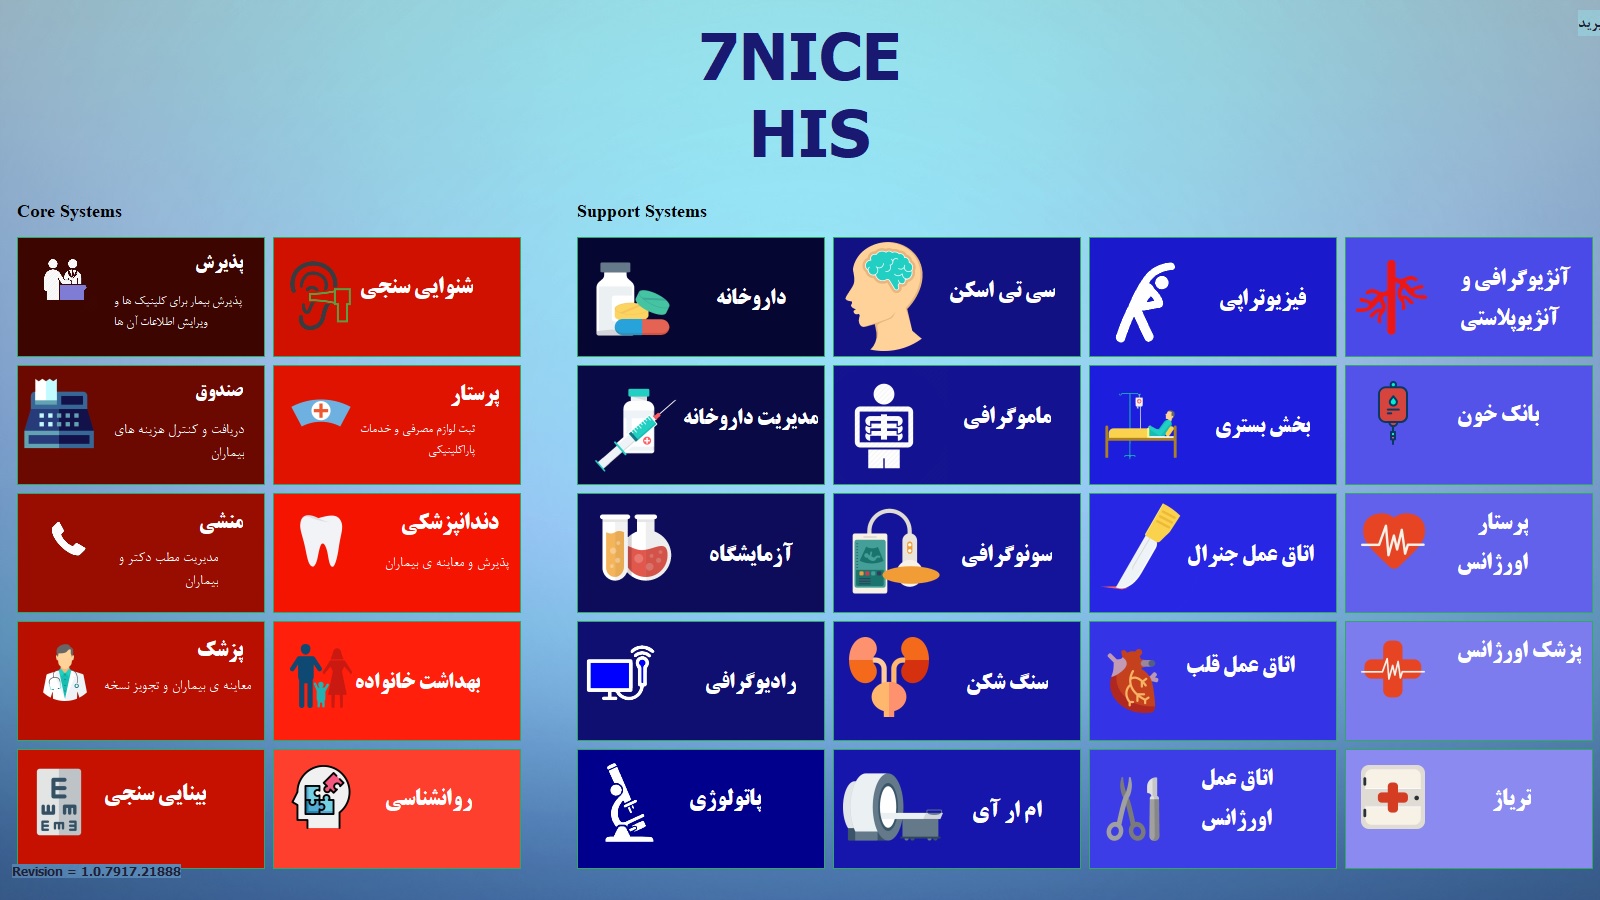 7NICE
HIS
Core Systems
Support Systems
پذیرش
پذیرش بیمار برای کلینیک ها و
ویرایش اطلاعات آن ها
شنوایی سنجی
صندوق
دریافت و کنترل هزینه های
بیماران
پرستار
ثبت لوازم مصرفی و خدمات
پاراکلینیکی
منشی
مدیریت مطب دکتر و
بیماران
دندانپزشکی
پذیرش و معاینه ی بیماران
پزشک
معاینه ی بیماران و تجویز نسخه
بهداشت خانواده
بینایی سنجی
روانشناسی
داروخانه
سی تی اسکن
فیزیوتراپی
آنژیوگرافی و
آنژیوپلاستی
مدیریت داروخانه
ماموگرافی
بخش بستری
بانک خون
آزمایشگاه
سونوگرافی
اتاق عمل جنرال
پرستار
اورژانس
رادیوگرافی
سنگ شکن
اتاق عمل قلب
پزشک اورژانس
پاتولوژی
ام ار آی
اتاق عمل
اورژانس
تریاژ
Revision = 1.0.7917.21888